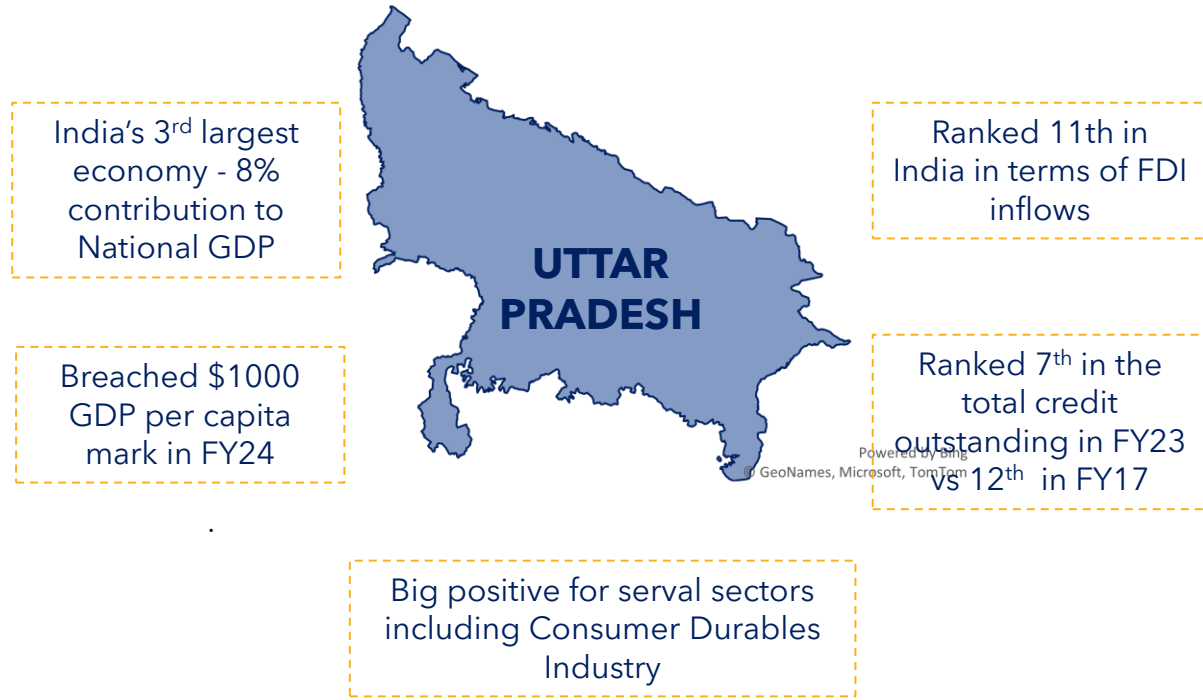 India's 3rd largest
economy - 8%
contribution to
National GDP
Ranked 11th in
India in terms of FDI
inflows
UTTAR
PRADESH
Breached $1000
GDP per capita
mark in FY24
Ranked 7th in the
total credit
outstanding in FY23
vs 12th in FY17
Powered by Bing
© GeoNames, Microsoft, TomTom
.
Big positive for serval sectors
including Consumer Durables
Industry